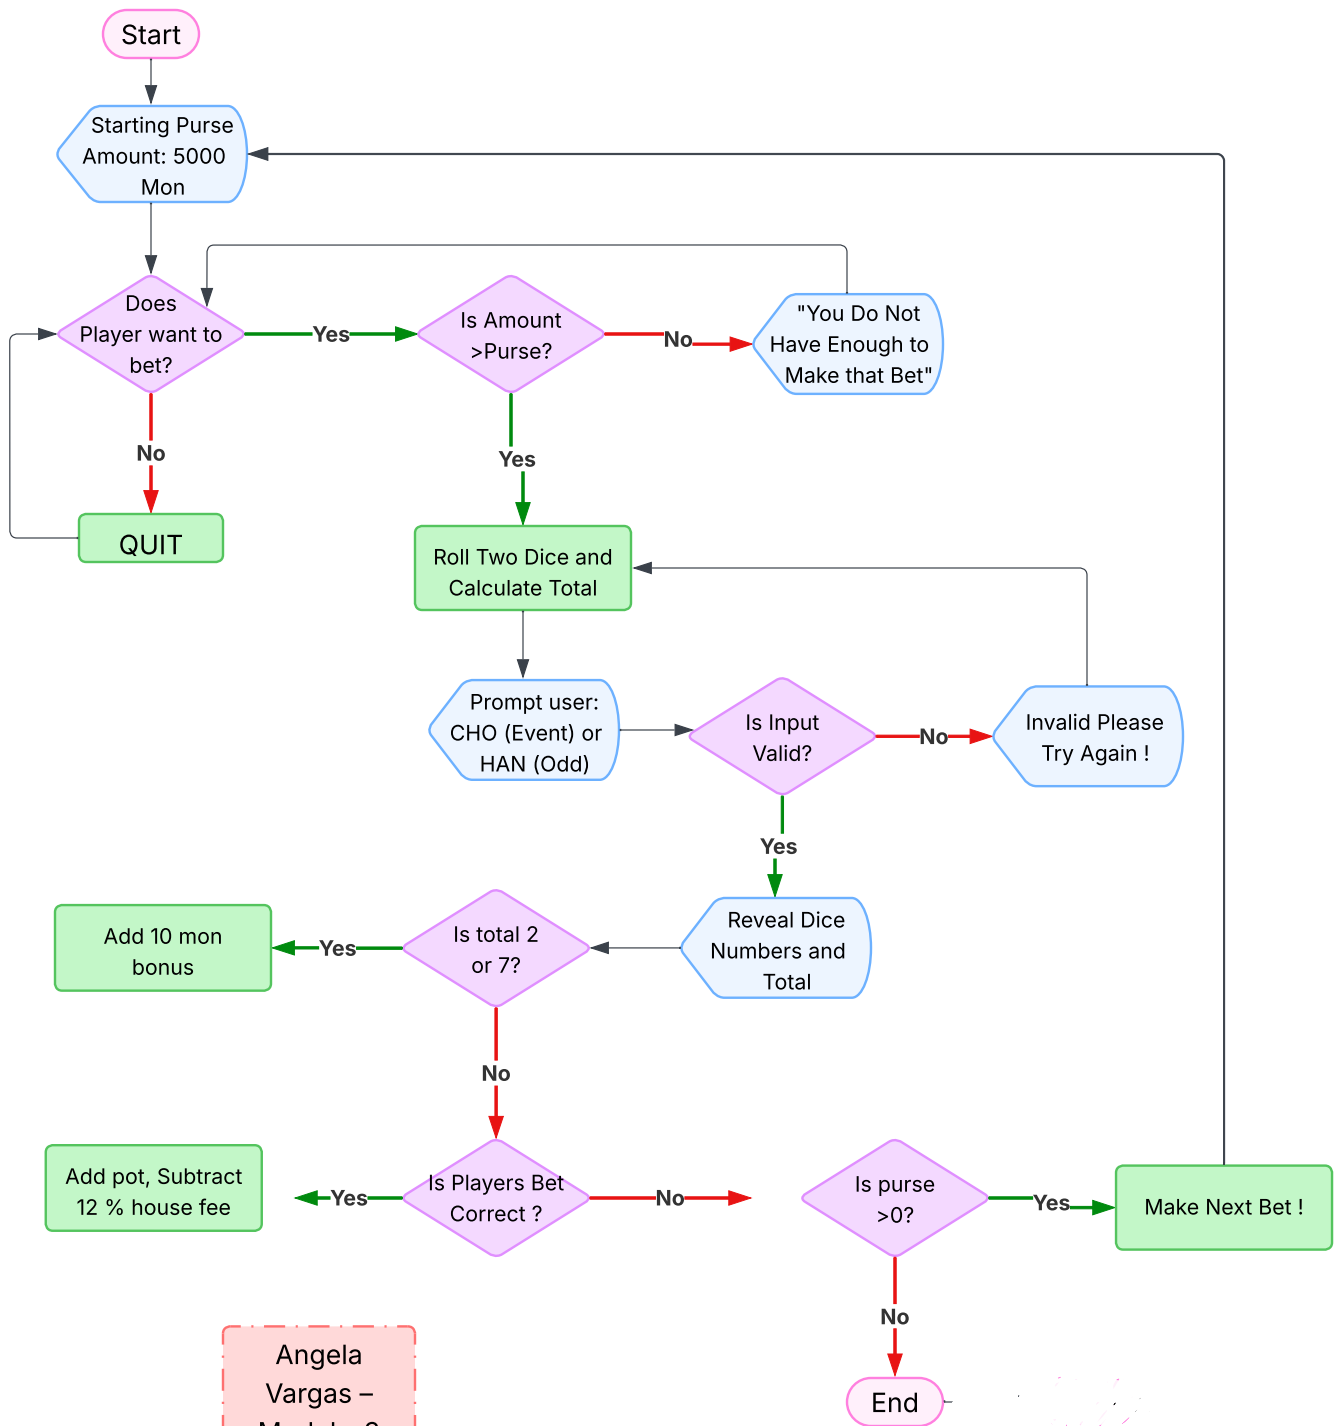 Start
Starting Purse
Amount: 5000
Mon
Does
Player want to
bet?
Yes
Is Amount
>Purse?
No
"You Do Not
Have Enough to
Make that Bet"
No
QUIT
Yes
Roll Two Dice and
Calculate Total
Prompt user:
CHO (Event) or
HAN (Odd)
Is Input
Valid?
No
Invalid Please
Try Again !
Yes
Reveal Dice
Numbers and
Total
Is total 2
or 7?
Yes
Add 10 mon
bonus
No
Is Players Bet
Correct ?
Yes
Add pot, Subtract
12 % house fee
No
Is purse
>0?
Yes
Make Next Bet !
No
End
Angela
Vargas –